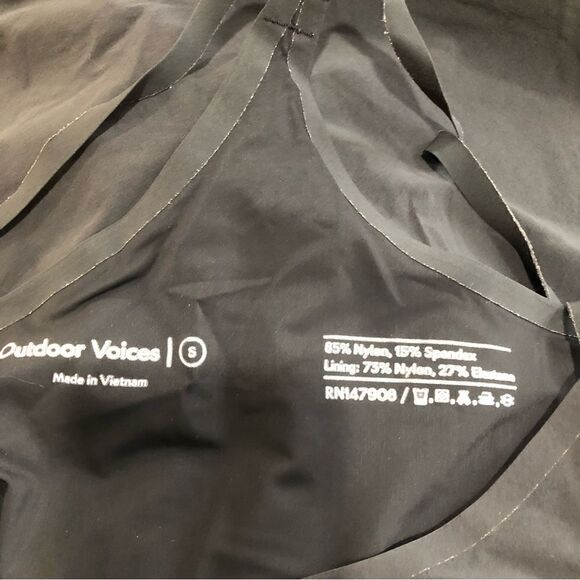 Outdoor Voices | S
Made in Vietnam
85% Nylon, 15% Spandex
Lining: 73% Nylon, 27% Elastane
RN147908 /